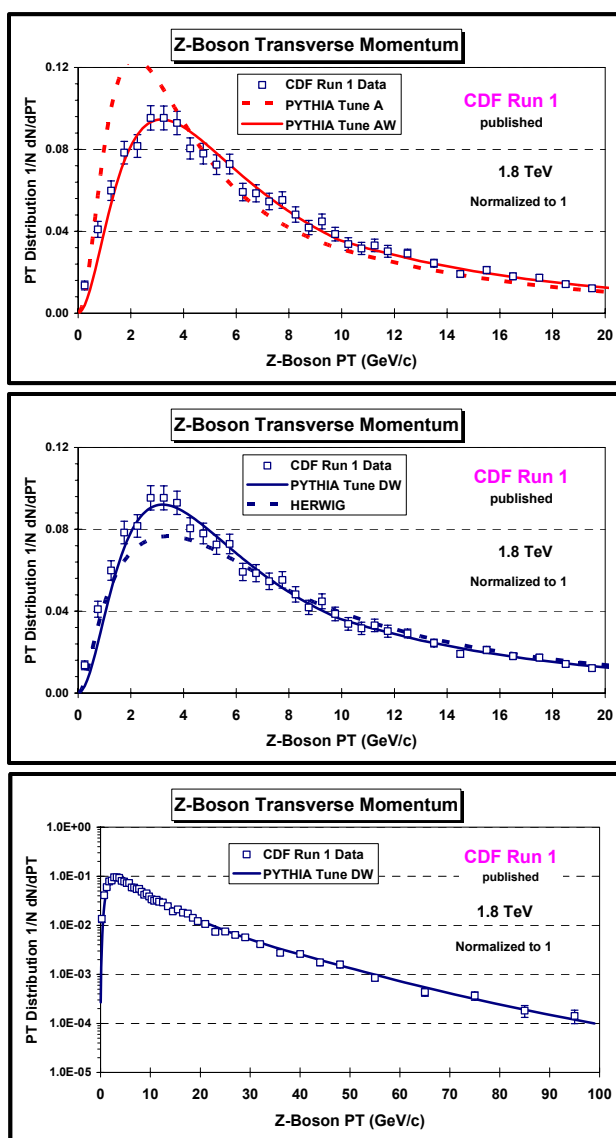 Z-Boson Transverse Momentum
CDF Run 1 Data
PYTHIA Tune A
PYTHIA Tune AW
CDF Run 1
published
1.8 TeV
Normalized to 1
PT Distribution 1/N dN/dPT
0.12
0.08
0.04
0.00
0 2 4 6 8 10 12 14 16 18 20
Z-Boson PT (GeV/c)
Z-Boson Transverse Momentum
CDF Run 1 Data
PYTHIA Tune DW
HERWIG
CDF Run 1
published
1.8 TeV
Normalized to 1
PT Distribution 1/N dN/dPT
0.12
0.08
0.04
0.00
0 2 4 6 8 10 12 14 16 18 20
Z-Boson PT (GeV/c)
Z-Boson Transverse Momentum
CDF Run 1 Data
PYTHIA Tune DW
CDF Run 1
published
1.8 TeV
Normalized to 1
PT Distribution 1/N dN/dPT
1.0E+00
1.0E-01
1.0E-02
1.0E-03
1.0E-04
1.0E-05
0 10 20 30 40 50 60 70 80 90 100
Z-Boson PT (GeV/c)